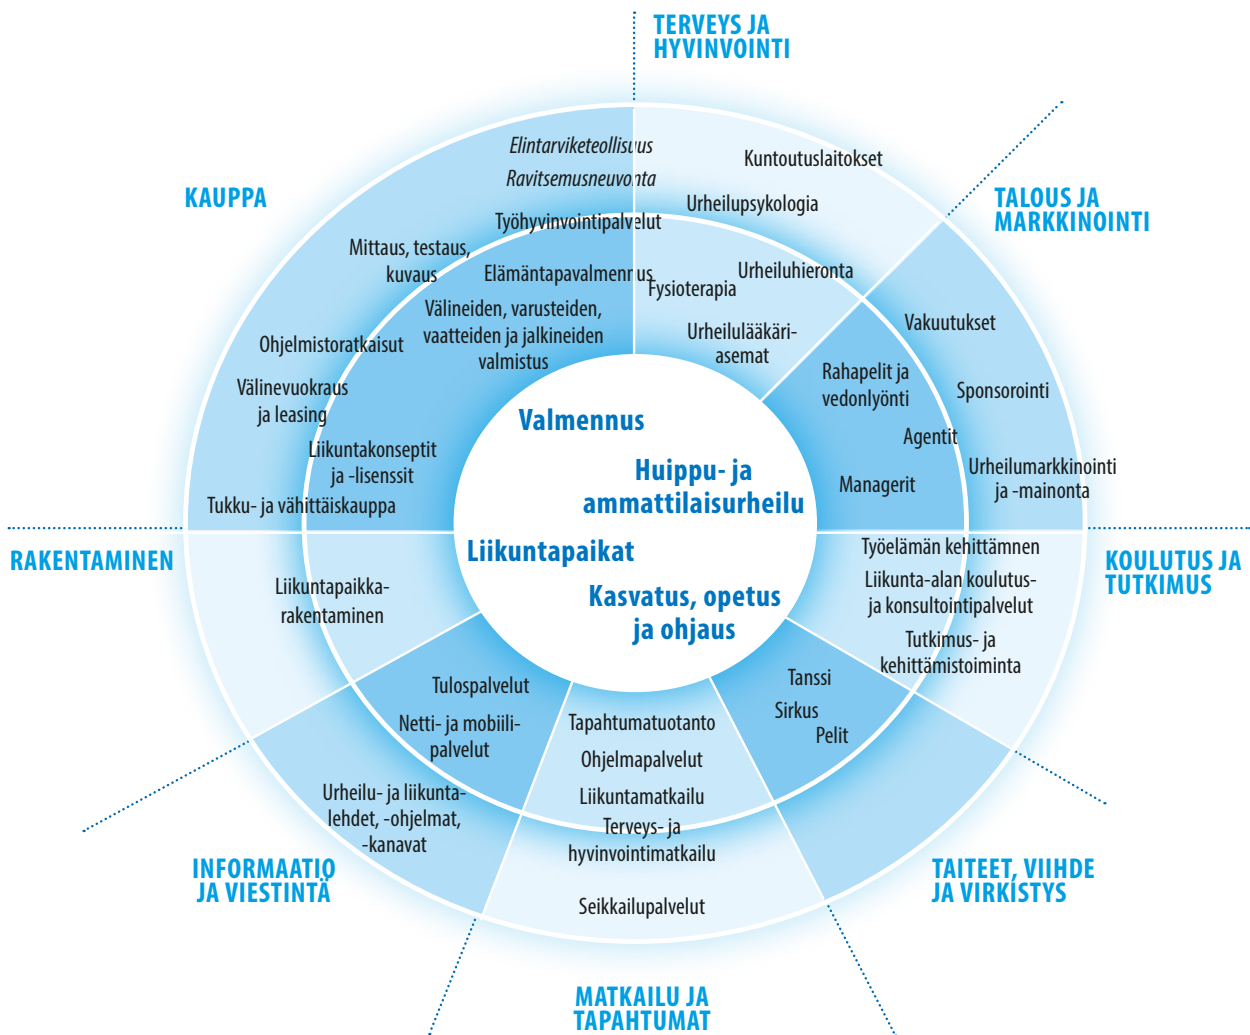 TERVEYS JA
HYVINVOINTI
Elintarviketeollisuus
Ravitsemusneuvonta
Kuntoutuslaitokset
Urheilupsykologia
KAUPPA
TALOUS JA
MARKKINOINTI
Työhyvinvointipalvelut
Mittaus, testaus,
kuvaus
Elämäntapavalmennus
Fysioterapia
Urheiluhieronta
Välineiden, varusteiden,
vaatteiden ja jalkineiden
valmistus
Urheilulääkäri-
asemat
Vakuutukset
Ohjelmistoratkaisut
Välinevuokraus
ja leasing
Rahapelit ja
vedonlyönti
Sponsorointi
Agentit
Liikuntakonseptit
ja -lisenssit
Managerit
Urheilumarkkinointi
ja -mainonta
Tukku- ja vähittäiskauppa
Valmennus
Huippu- ja
ammattilaisurheilu
Liikuntapaikat
Kasvatus, opetus
ja ohjaus
RAKENTAMINEN
Liikuntapaikka-
rakentaminen
Työelämän kehittämnen
Liikunta-alan koulutus-
ja konsultointipalvelut
Tutkimus- ja
kehittämistoiminta
KOULUTUS JA
TUTKIMUS
Tulospalvelut
Netti- ja mobiili-
palvelut
Tanssi
Sirkus
Pelit
Tapahtumatuotanto
Ohjelmapalvelut
Liikuntamatkailu
Terveys- ja
hyvinvointimatkailu
Seikkailupalvelut
Urheilu- ja liikunta-
lehdet, -ohjelmat,
-kanavat
INFORMAATIO
JA VIESTINTÄ
TAITEET, VIIHDE
JA VIRKISTYS
MATKAILU JA
TAPAHTUMAT